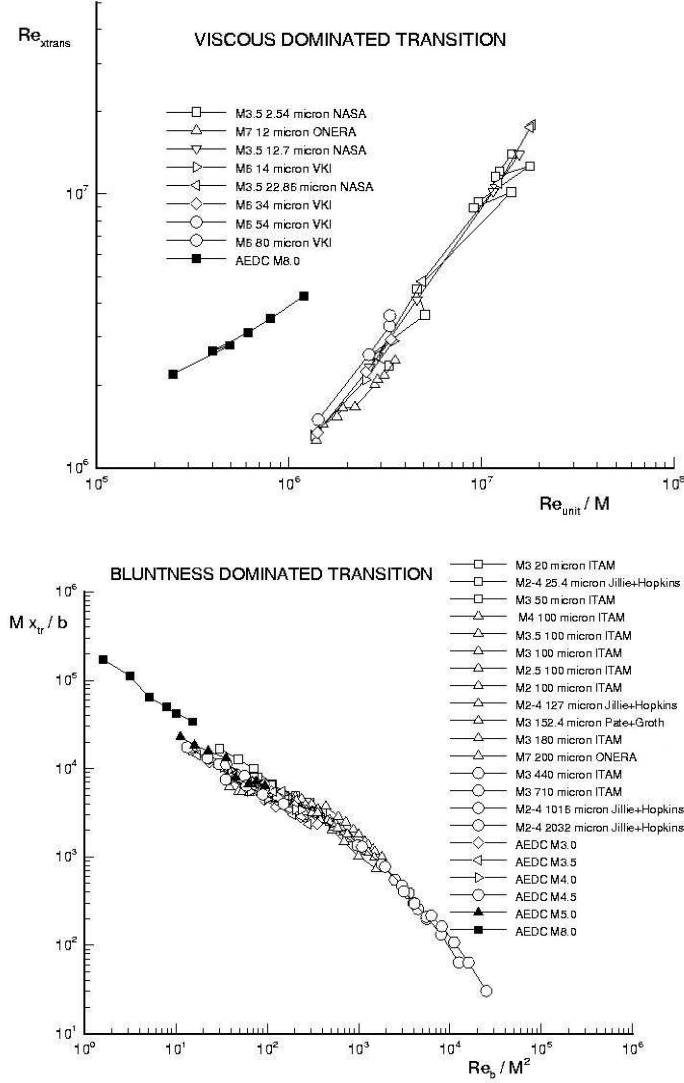 Re_xtrans
VISCOUS DOMINATED TRANSITION
M3.5 2.54 micron NASA
M7 12 micron ONERA
M3.5 12.7 micron NASA
M6 14 micron VKI
M3.5 22.86 micron NASA
M6 34 micron VKI
M6 54 micron VKI
M6 80 micron VKI
AEDC M8.0
10^7
10^6
10^5
10^6
10^7
10^8
Re_unit / M
BLUNTNESS DOMINATED TRANSITION
M x_tr / b
M3 20 micron ITAM
M2-4 25.4 micron Jillie+Hopkins
M3 50 micron ITAM
M4 100 micron ITAM
M3.5 100 micron ITAM
M3 100 micron ITAM
M2.5 100 micron ITAM
M2 100 micron ITAM
M2-4 127 micron Jillie+Hopkins
M3 152.4 micron Pate+Groth
M3 180 micron ITAM
M7 200 micron ONERA
M3 440 micron ITAM
M3 710 micron ITAM
M2-4 1016 micron Jillie+Hopkins
M2-4 2032 micron Jillie+Hopkins
AEDC M3.0
AEDC M3.5
AEDC M4.0
AEDC M4.5
AEDC M5.0
AEDC M8.0
10^6
10^5
10^4
10^3
10^2
10^1
10^0
10^1
10^2
10^3
10^4
10^5
10^6
Re_b / M^2